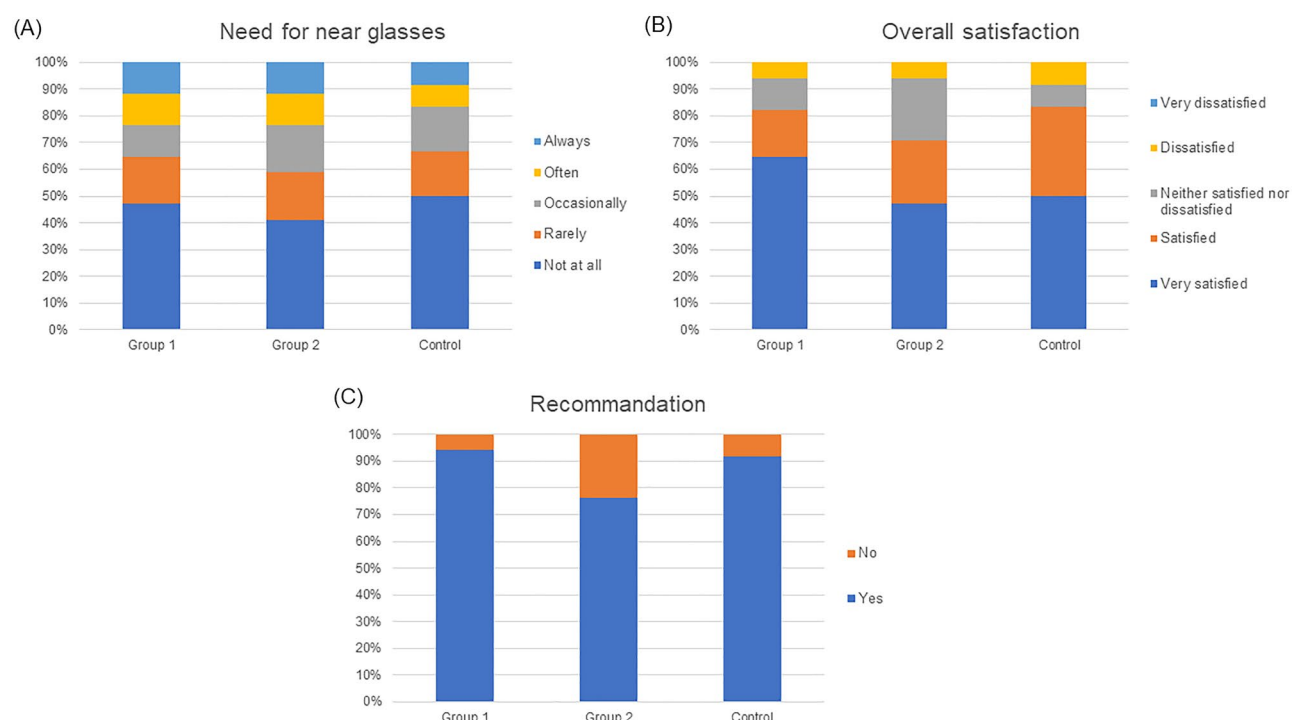 (A)
Need for near glasses
100%
90%
80%
70%
60%
50%
40%
30%
20%
10%
0%
Group 1 Group 2 Control
Always
Often
Occasionally
Rarely
Not at all
(B)
Overall satisfaction
100%
90%
80%
70%
60%
50%
40%
30%
20%
10%
0%
Group 1 Group 2 Control
Very dissatisfied
Dissatisfied
Neither satisfied nor
dissatisfied
Satisfied
Very satisfied
(C)
Recommandation
100%
90%
80%
70%
60%
50%
40%
30%
20%
10%
0%
Group 1 Group 2 Control
No
Yes